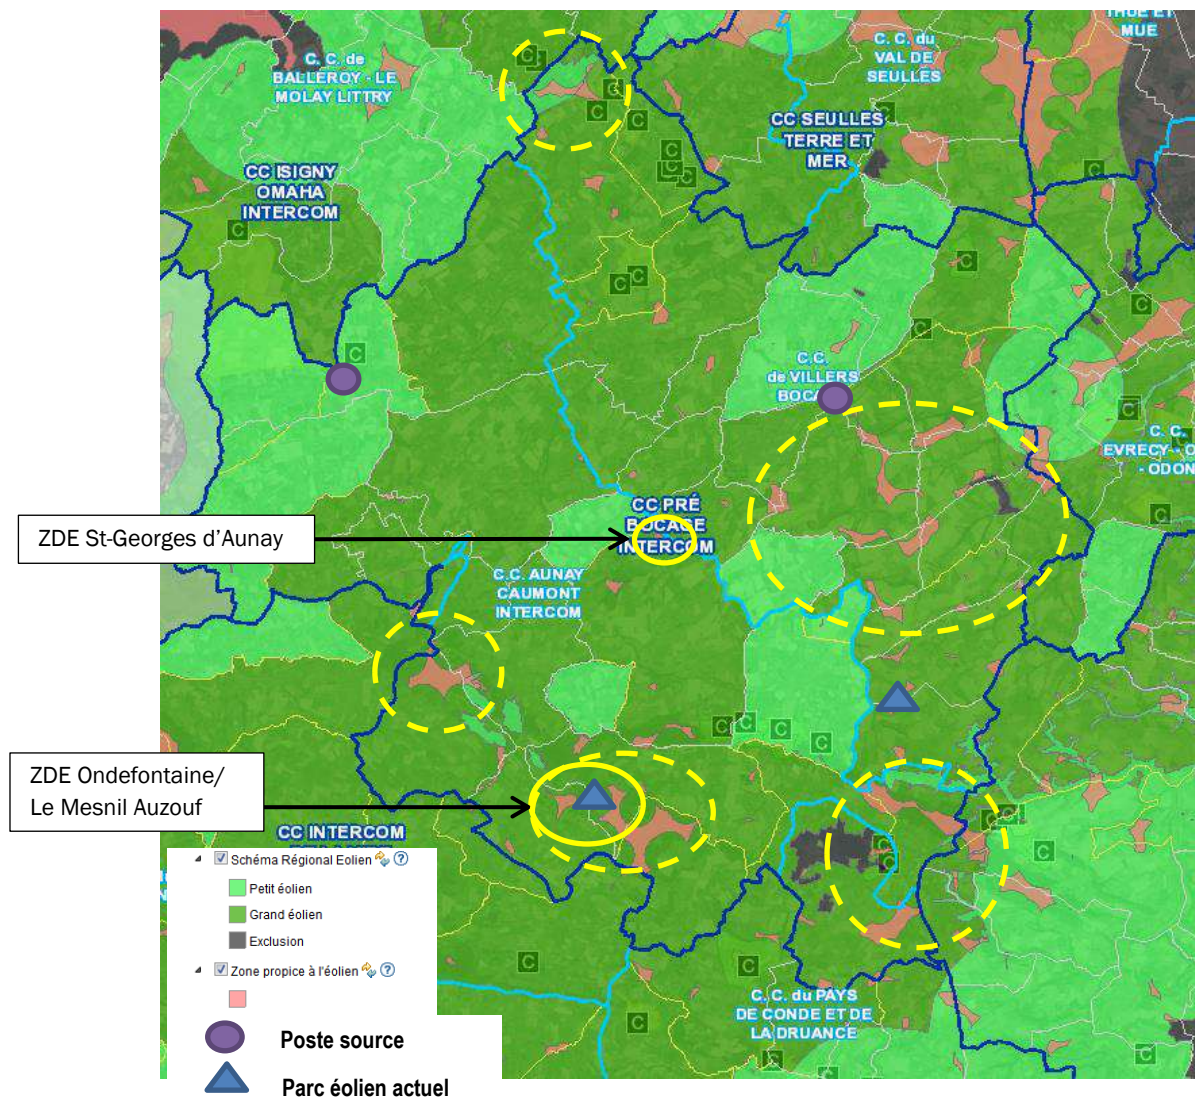 THUE ET
MUE
C. C. du
VAL DE
SEULLES
C. C. de
BALLEROY - LE
MOLAY LITTRY
CC SEULLES
TERRE ET
MER
CC ISIGNY
OMAHA
INTERCOM
C.C.
de VILLERS
C. C.
EVRECY - O
- ODON
CC PRÉ
BOCAGE
INTERCOM
ZDE St-Georges d'Aunay
C.C. AUNAY
CAUMONT
INTERCOM
ZDE Ondefontaine/
Le Mesnil Auzouf
CC INTERCOM
Schéma Régional Eolien
Petit éolien
Grand éolien
Exclusion
Zone propice à l'éolien
Poste source
Parc éolien actuel
C. C. du PAYS
DE CONDE ET DE
LA DRUANCE